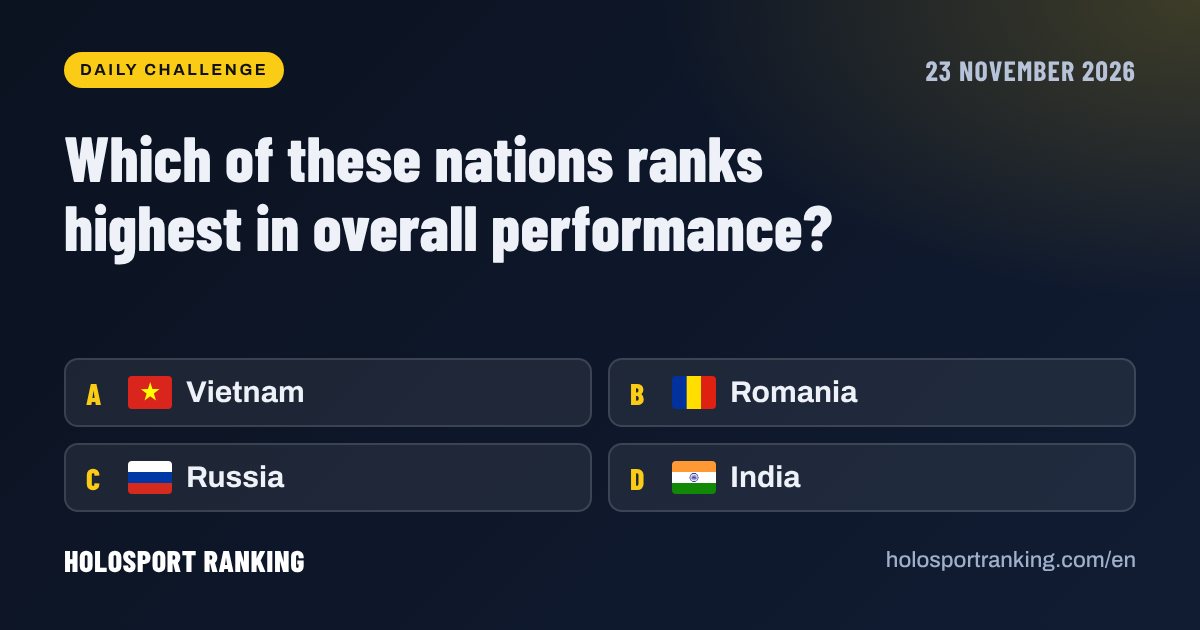 DAILY CHALLENGE
23 NOVEMBER 2026
Which of these nations ranks
highest in overall performance?
A Vietnam
B Romania
C Russia
D India
HOLOSPORT RANKING
holosportranking.com/en